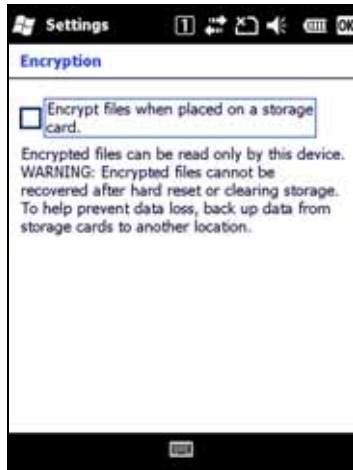 Settings
1
OK
Encryption
Encrypt files when placed on a storage
card.
Encrypted files can be read only by this device.
WARNING: Encrypted files cannot be
recovered after hard reset or clearing storage.
To help prevent data loss, back up data from
storage cards to another location.